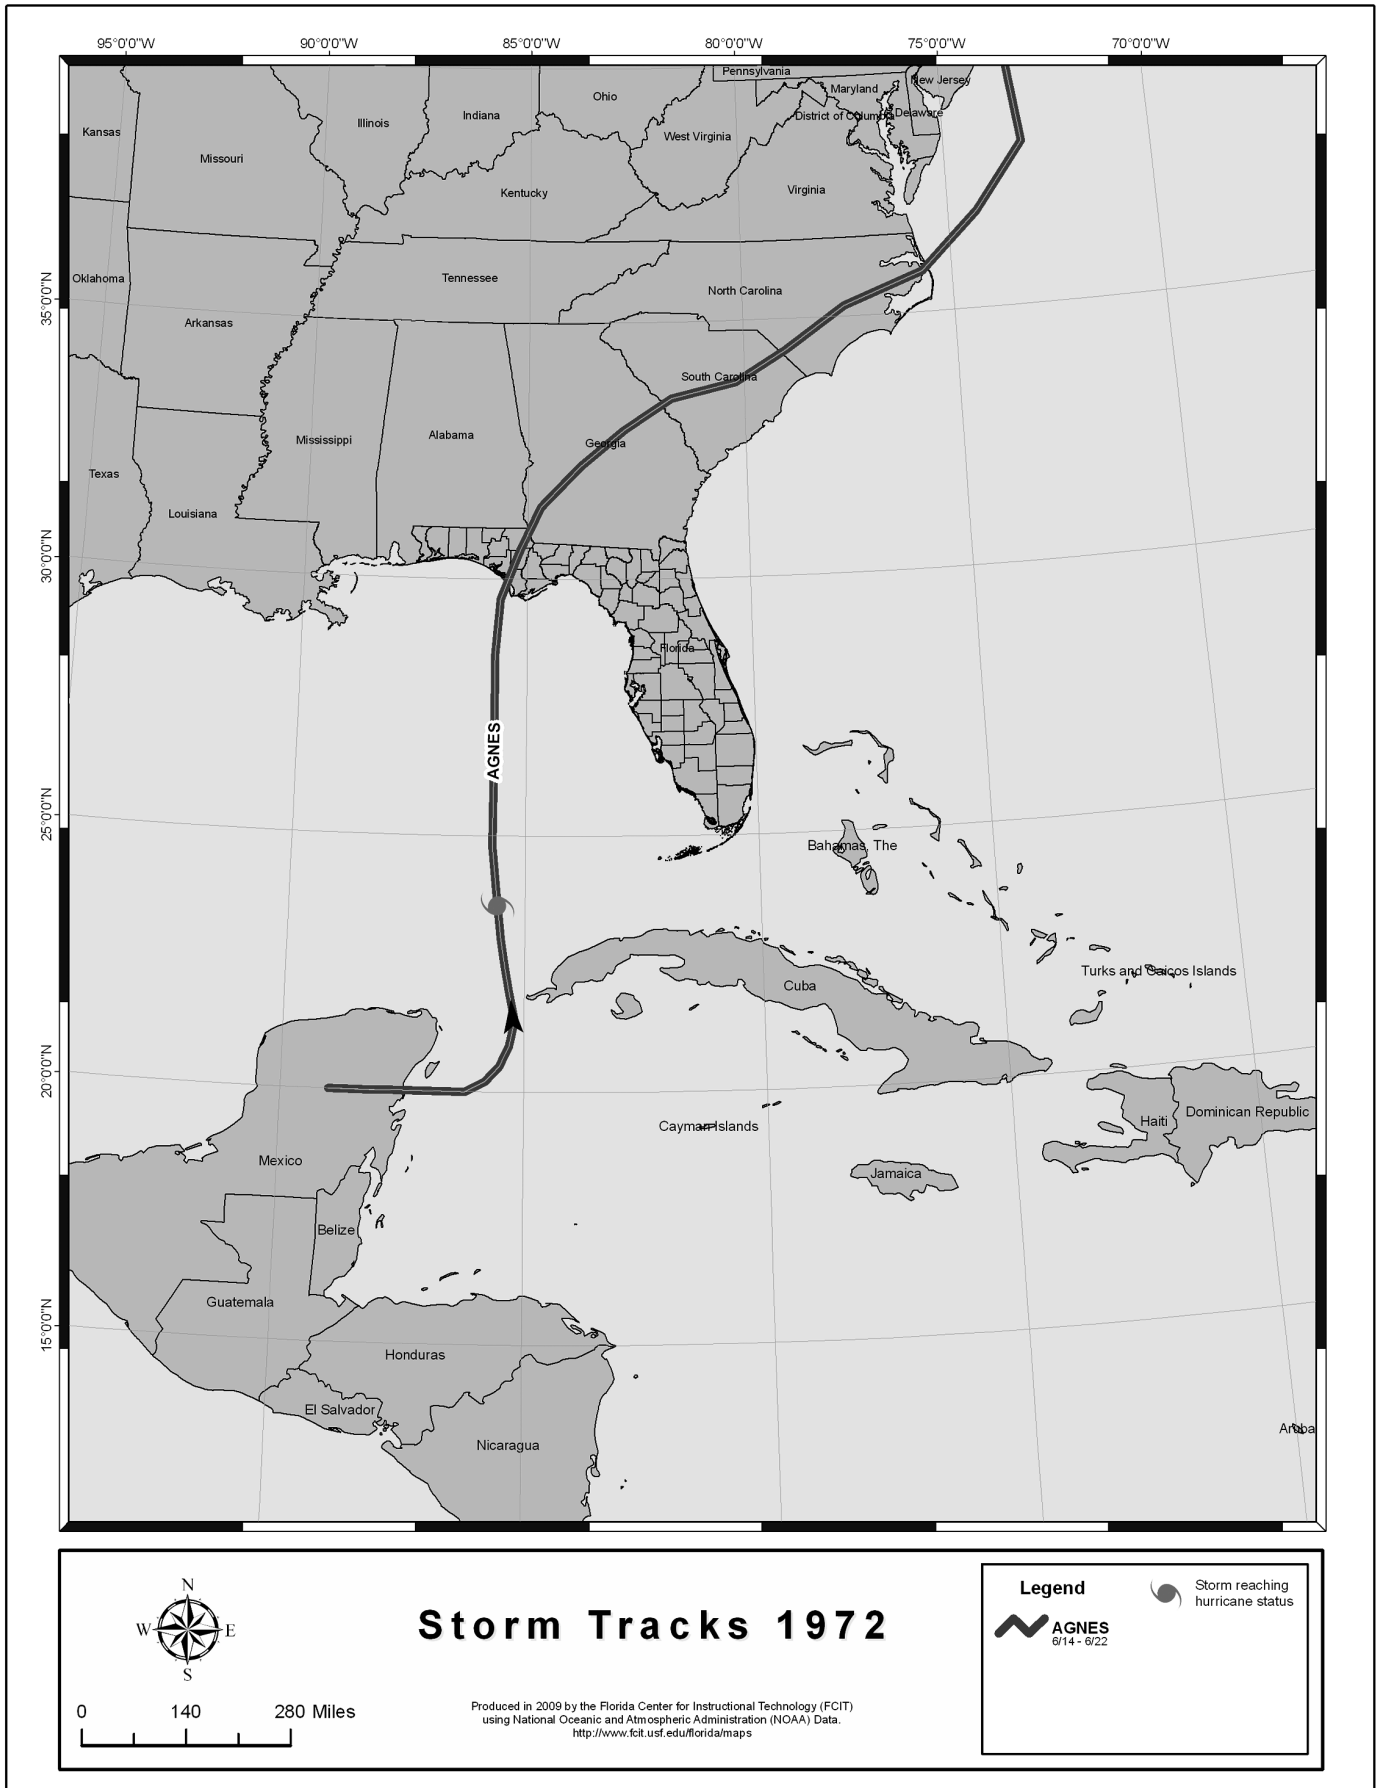 95°0'0"W 90°0'0"W 85°0'0"W 80°0'0"W 75°0'0"W 70°0'0"W
Pennsylvania
New Jersey
Maryland
Ohio
Delaware
District of Columbia
Indiana
Illinois
Kansas
West Virginia
Missouri
Virginia
Kentucky
35°0'0"N
Oklahoma
Tennessee
North Carolina
Arkansas
South Carolina
Alabama
Mississippi
Georgia
Texas
Louisiana
30°0'0"N
Florida
AGNES
25°0'0"N
Bahamas, The
Turks and Caicos Islands
Cuba
20°0'0"N
Dominican Republic
Haiti
Cayman Islands
Mexico
Jamaica
Belize
Guatemala
15°0'0"N
Honduras
El Salvador
Aruba
Nicaragua
N
W E
S
0 140 280 Miles
Storm Tracks 1972
Produced in 2009 by the Florida Center for Instructional Technology (FCIT)
using National Oceanic and Atmospheric Administration (NOAA) Data.
http://www.fcit.usf.edu/florida/maps
Legend
AGNES
6/14 - 6/22
Storm reaching
hurricane status